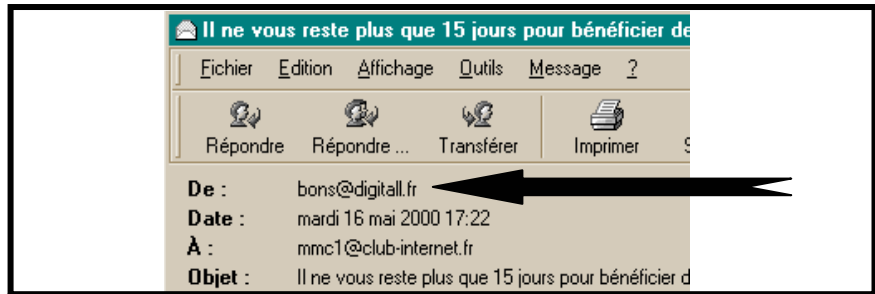 Il ne vous reste plus que 15 jours pour bénéficier de
Fichier Edition Affichage Outils Message ?
Répondre Répondre ... Transférer Imprimer
De : bons@digitall.fr
Date : mardi 16 mai 2000 17:22
À : mmc1@club-internet.fr
Objet : Il ne vous reste plus que 15 jours pour bénéficier d